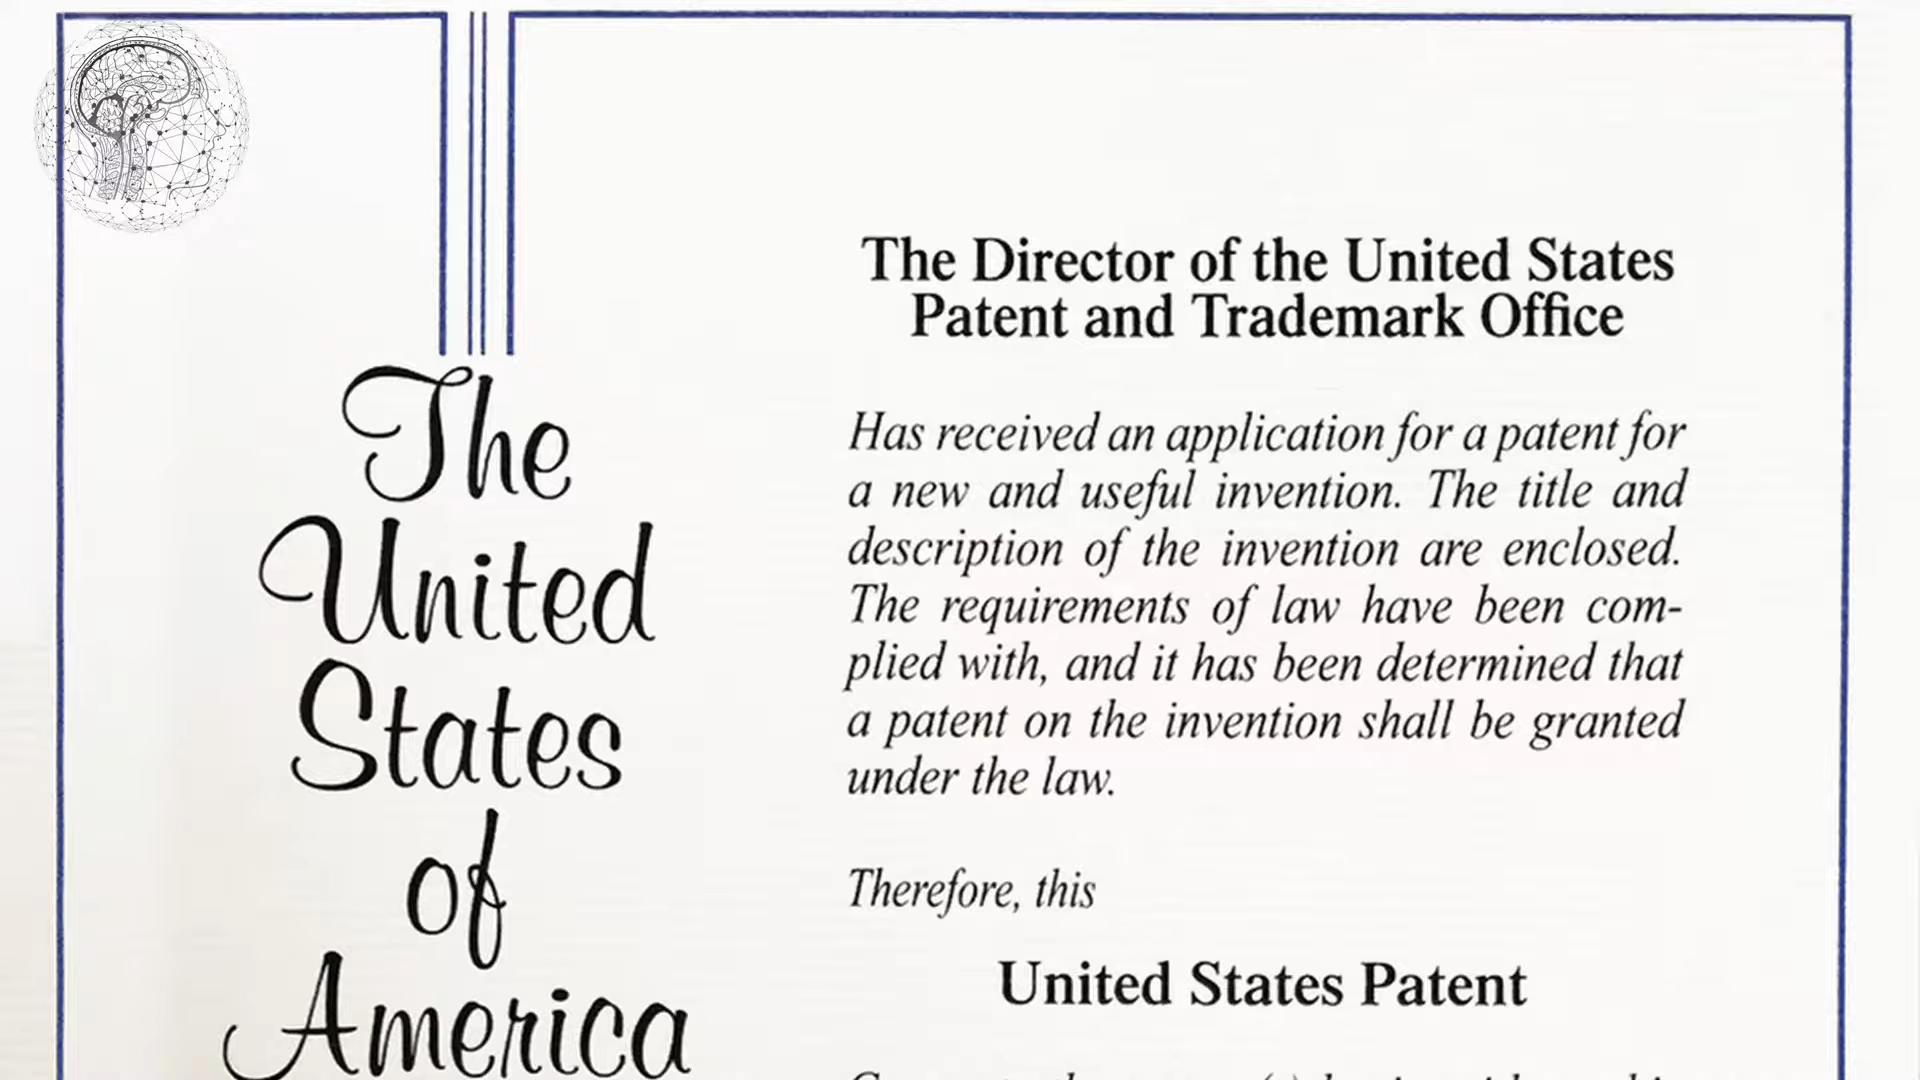 The
United
States
of
America
The Director of the United States
Patent and Trademark Office
Has received an application for a patent for
a new and useful invention. The title and
description of the invention are enclosed.
The requirements of law have been com-
plied with, and it has been determined that
a patent on the invention shall be granted
under the law.
Therefore, this
United States Patent